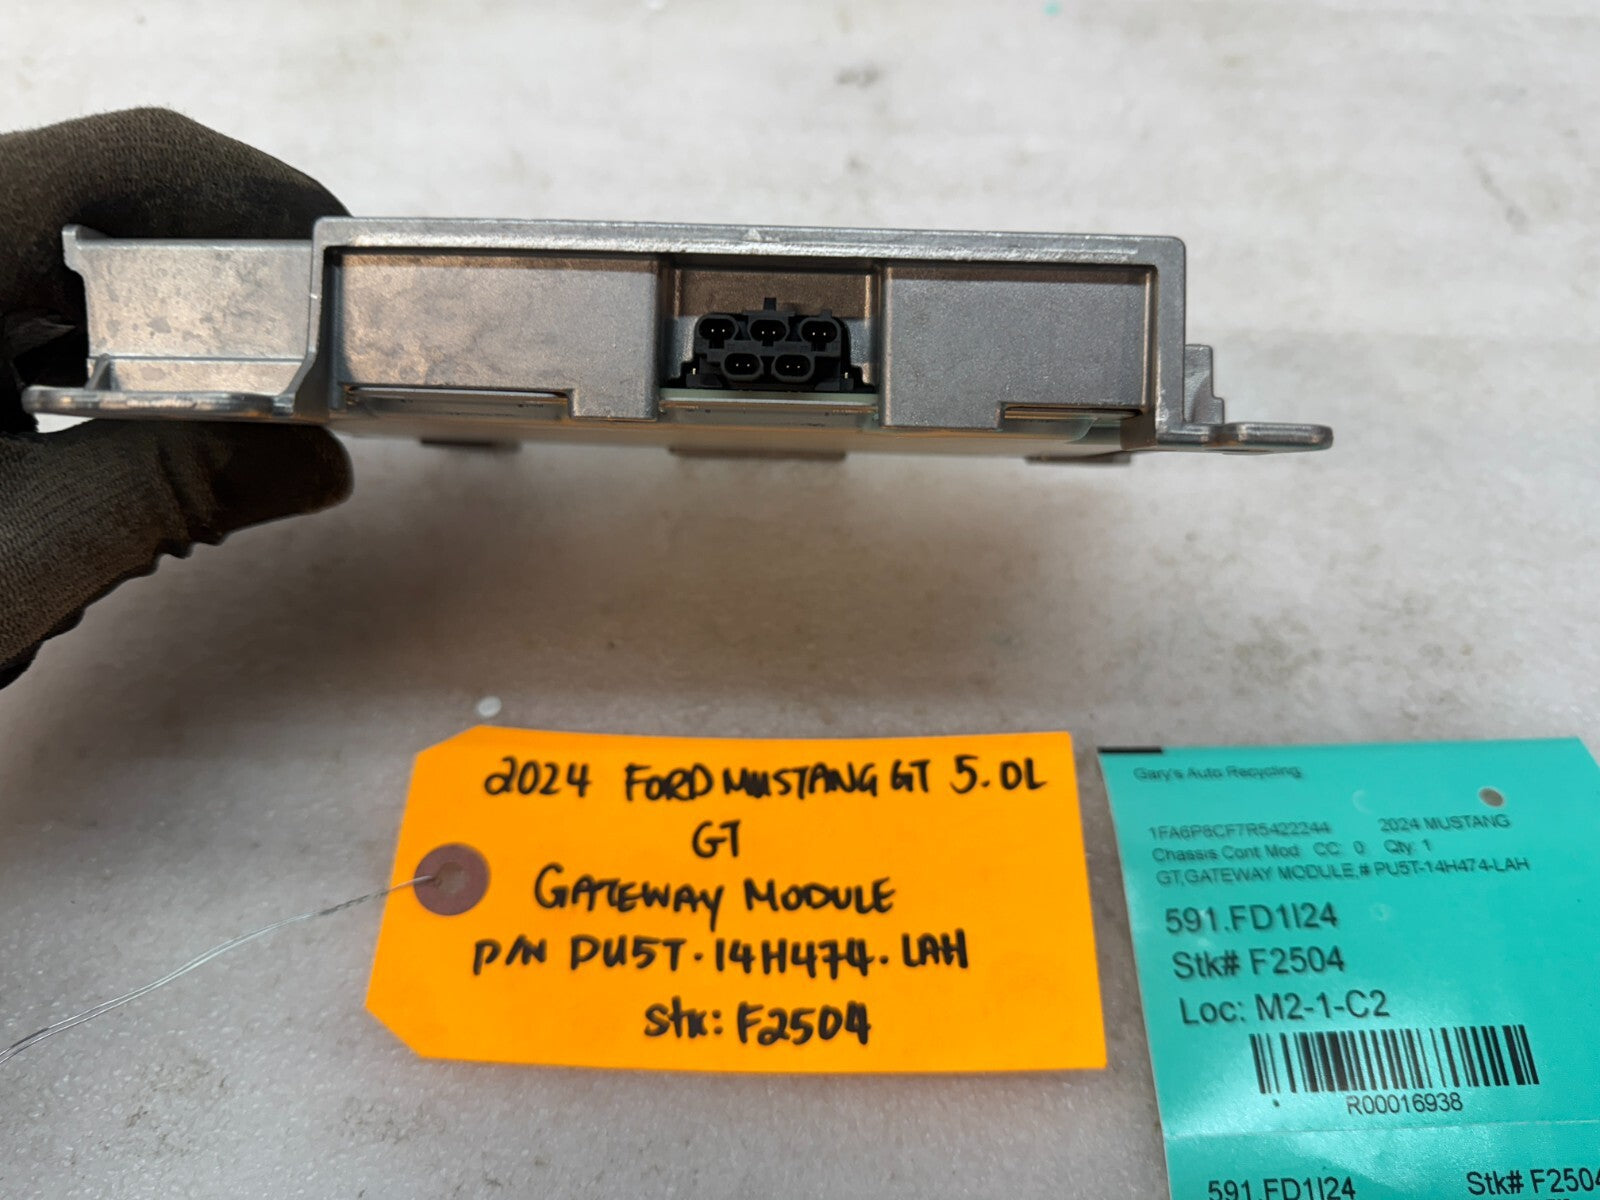 2024 FORD MUSTANG GT 5.0L
GT
GATEWAY MODULE
P/N PU5T-14H474-LAH
Stk: F2504
Gary's Auto Recycling
1FA6P8CF7R5422244 2024 MUSTANG
Chassis Cont Mod CC 0 Qty 1
GT,GATEWAY MODULE,# PU5T-14H474-LAH
591.FD1I24
Stk# F2504
Loc: M2-1-C2
R00016938
591.FD1I24 Stk# F2504